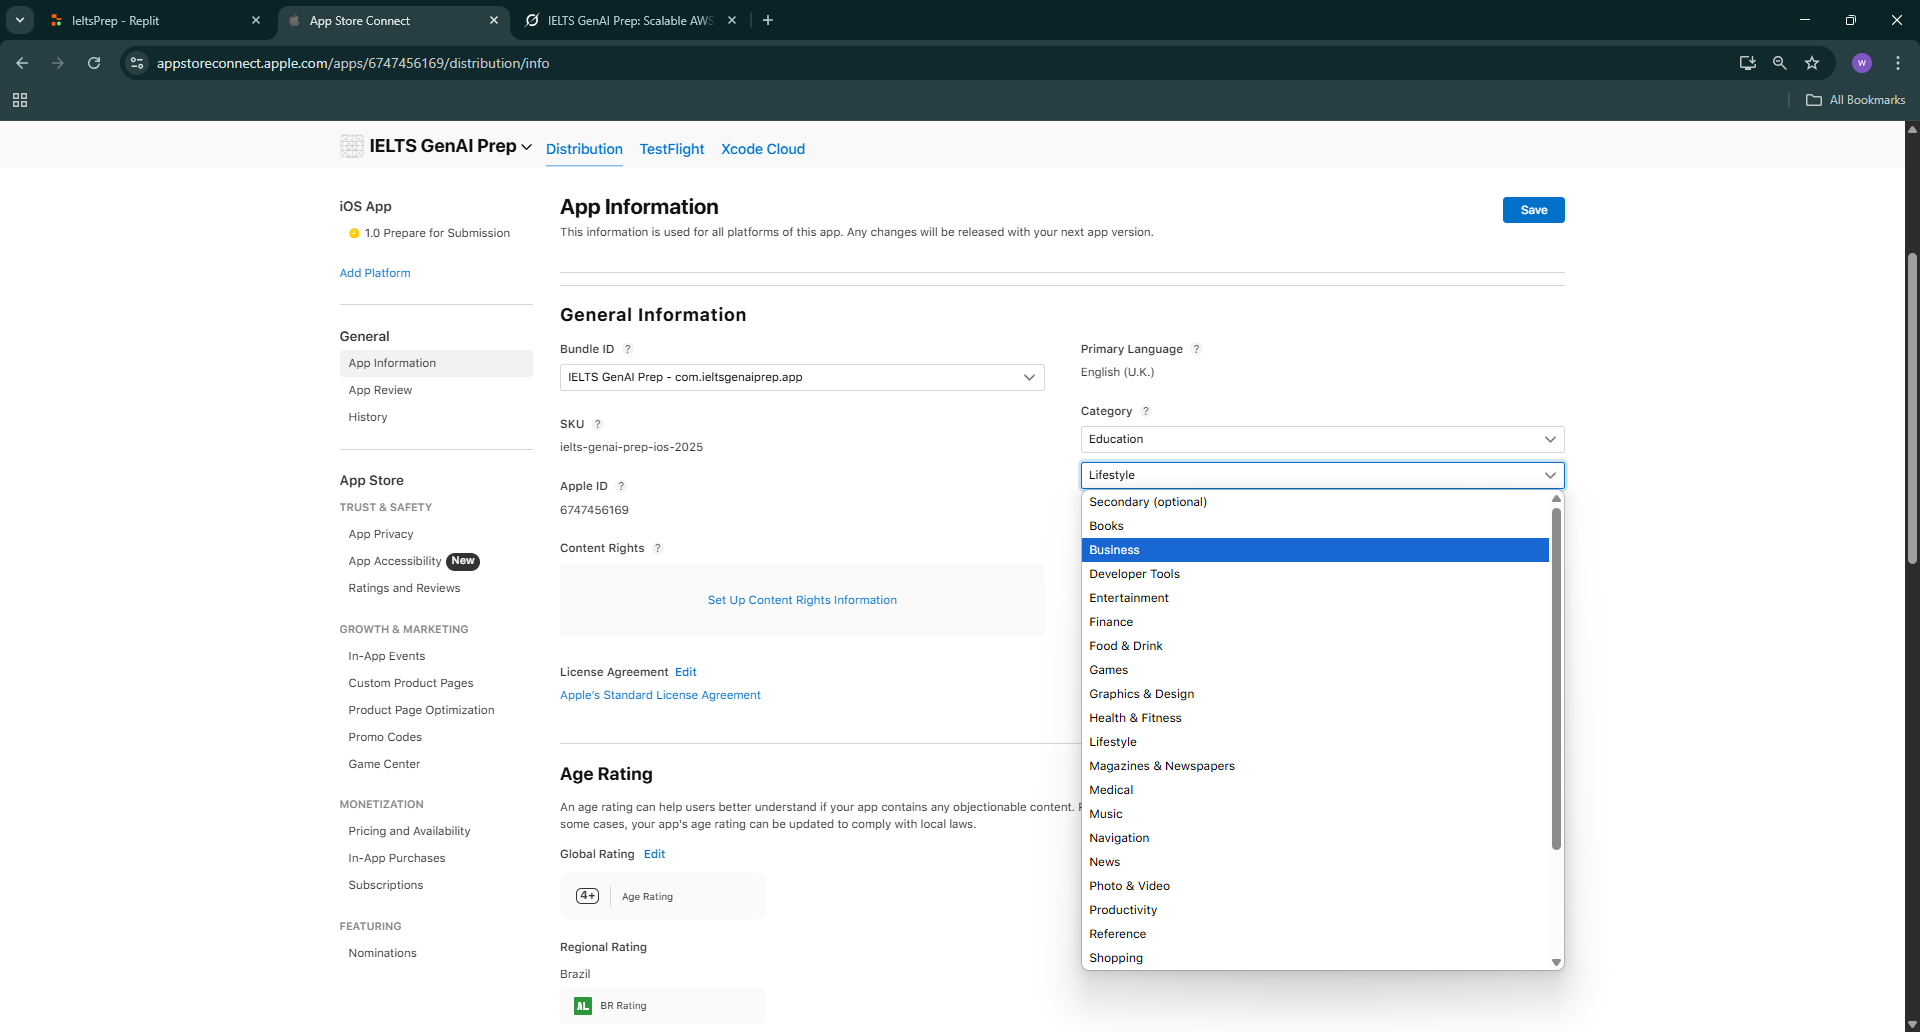 IeltsPrep - Replit
App Store Connect
IELTS GenAI Prep: Scalable AWS
appstoreconnect.apple.com/apps/6747456169/distribution/info
W
All Bookmarks
IELTS GenAI Prep
Distribution
TestFlight
Xcode Cloud
iOS App
1.0 Prepare for Submission
Add Platform
General
App Information
App Review
History
App Store
TRUST & SAFETY
App Privacy
App Accessibility New
Ratings and Reviews
GROWTH & MARKETING
In-App Events
Custom Product Pages
Product Page Optimization
Promo Codes
Game Center
MONETIZATION
Pricing and Availability
In-App Purchases
Subscriptions
FEATURING
Nominations
App Information
Save
This information is used for all platforms of this app. Any changes will be released with your next app version.
General Information
Bundle ID ?
IELTS GenAI Prep - com.ieltsgenaiprep.app
SKU ?
ielts-genai-prep-ios-2025
Apple ID ?
6747456169
Content Rights ?
Set Up Content Rights Information
License Agreement Edit
Apple's Standard License Agreement
Primary Language ?
English (U.K.)
Category ?
Education
Lifestyle
Secondary (optional)
Books
Business
Developer Tools
Entertainment
Finance
Food & Drink
Games
Graphics & Design
Health & Fitness
Lifestyle
Magazines & Newspapers
Medical
Music
Navigation
News
Photo & Video
Productivity
Reference
Shopping
Age Rating
An age rating can help users better understand if your app contains any objectionable content.
some cases, your app's age rating can be updated to comply with local laws.
Global Rating Edit
4+ Age Rating
Regional Rating
Brazil
AL BR Rating